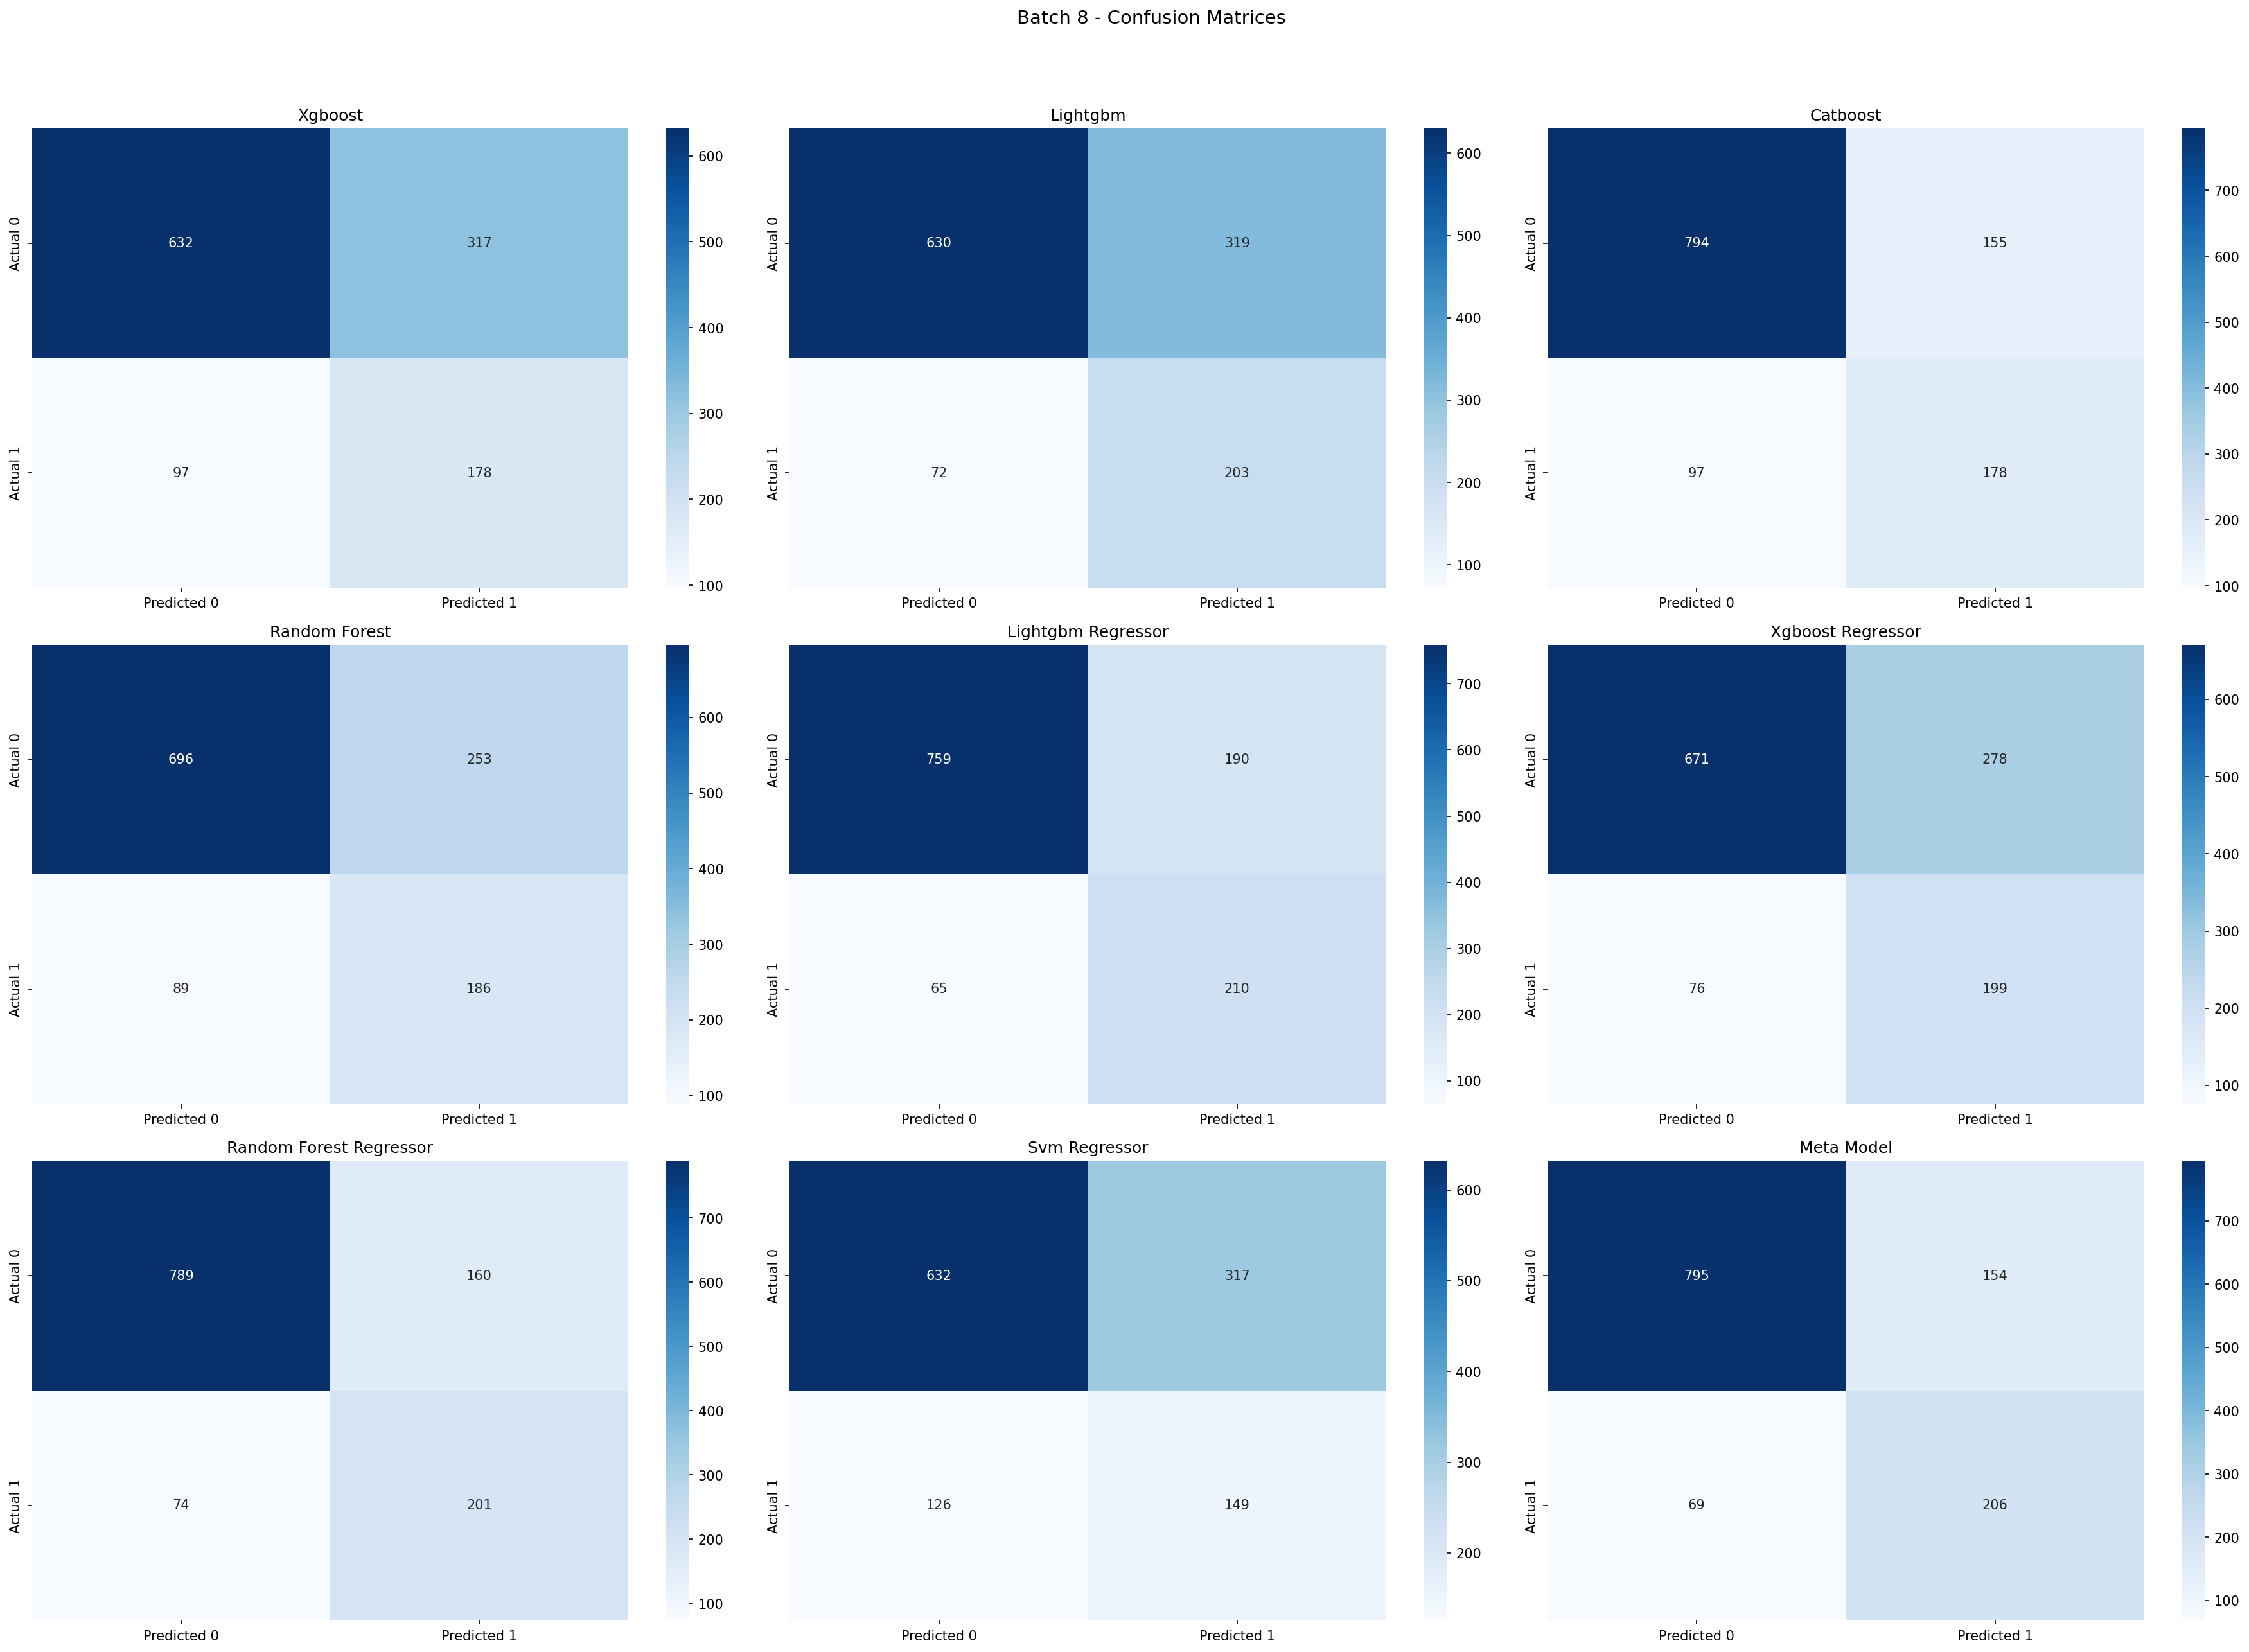 Batch 8 - Confusion Matrices
Xgboost
Actual 0
632
317
600
500
400
300
200
100
Actual 1
97
178
Predicted 0
Predicted 1
Lightgbm
Actual 0
630
319
600
500
400
300
200
100
Actual 1
72
203
Predicted 0
Predicted 1
Catboost
Actual 0
794
155
700
600
500
400
300
200
100
Actual 1
97
178
Predicted 0
Predicted 1
Random Forest
Actual 0
696
253
600
500
400
300
200
100
Actual 1
89
186
Predicted 0
Predicted 1
Lightgbm Regressor
Actual 0
759
190
700
600
500
400
300
200
100
Actual 1
65
210
Predicted 0
Predicted 1
Xgboost Regressor
Actual 0
671
278
600
500
400
300
200
100
Actual 1
76
199
Predicted 0
Predicted 1
Random Forest Regressor
Actual 0
789
160
700
600
500
400
300
200
100
Actual 1
74
201
Predicted 0
Predicted 1
Svm Regressor
Actual 0
632
317
600
500
400
300
200
Actual 1
126
149
Predicted 0
Predicted 1
Meta Model
Actual 0
795
154
700
600
500
400
300
200
100
Actual 1
69
206
Predicted 0
Predicted 1